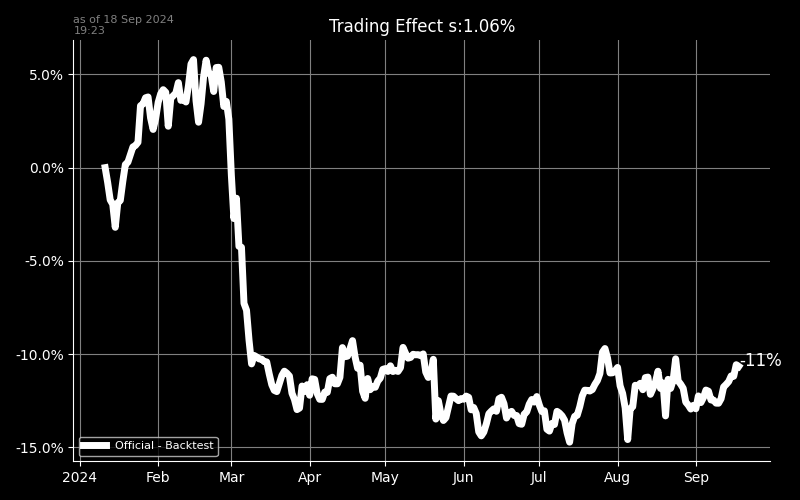 as of 18 Sep 2024
19:23
Trading Effect s:1.06%
5.0%
0.0%
-5.0%
-10.0%
-15.0%
-11%
Official - Backtest
2024 Feb Mar Apr May Jun Jul Aug Sep